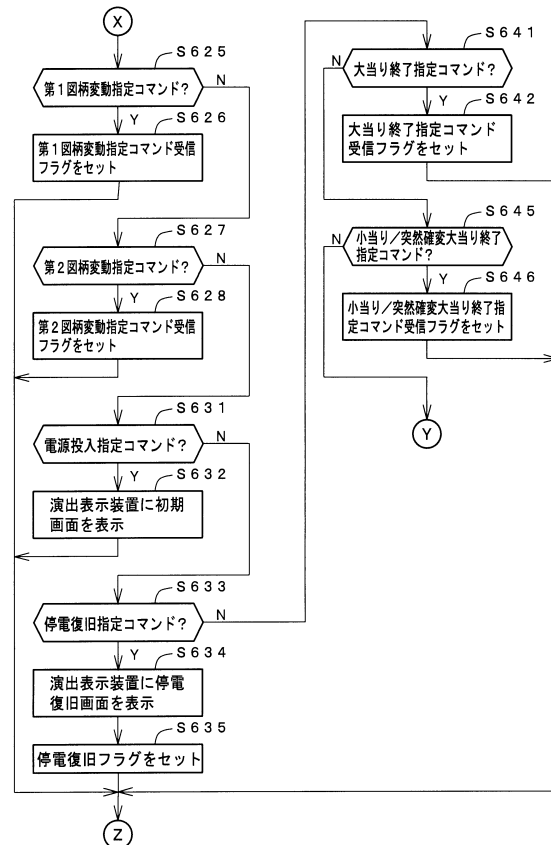 X
S625
第1図柄変動指定コマンド?
N
Y
S626
第1図柄変動指定コマンド受信
フラグをセット
S627
第2図柄変動指定コマンド?
N
Y
S628
第2図柄変動指定コマンド受信
フラグをセット
S631
電源投入指定コマンド?
N
Y
S632
演出表示装置に初期
画面を表示
S633
停電復旧指定コマンド?
N
Y
S634
演出表示装置に停電
復旧画面を表示
S635
停電復旧フラグをセット
Z
S641
N
大当り終了指定コマンド?
Y
S642
大当り終了指定コマンド
受信フラグをセット
S645
N
小当り/突然確変大当り終了
指定コマンド?
Y
S646
小当り/突然確変大当り終了指
定コマンド受信フラグをセット
Y